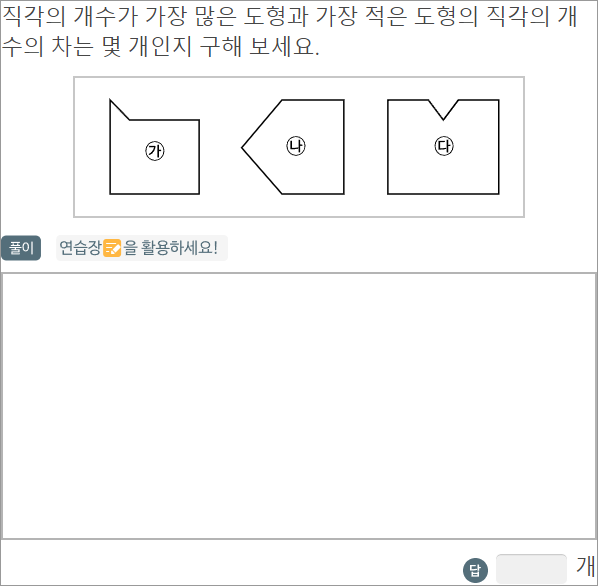 직각의 개수가 가장 많은 도형과 가장 적은 도형의 직각의 개
수의 차는 몇 개인지 구해 보세요.
㉮ ㉯ ㉰
풀이 연습장을 활용하세요!
답 개